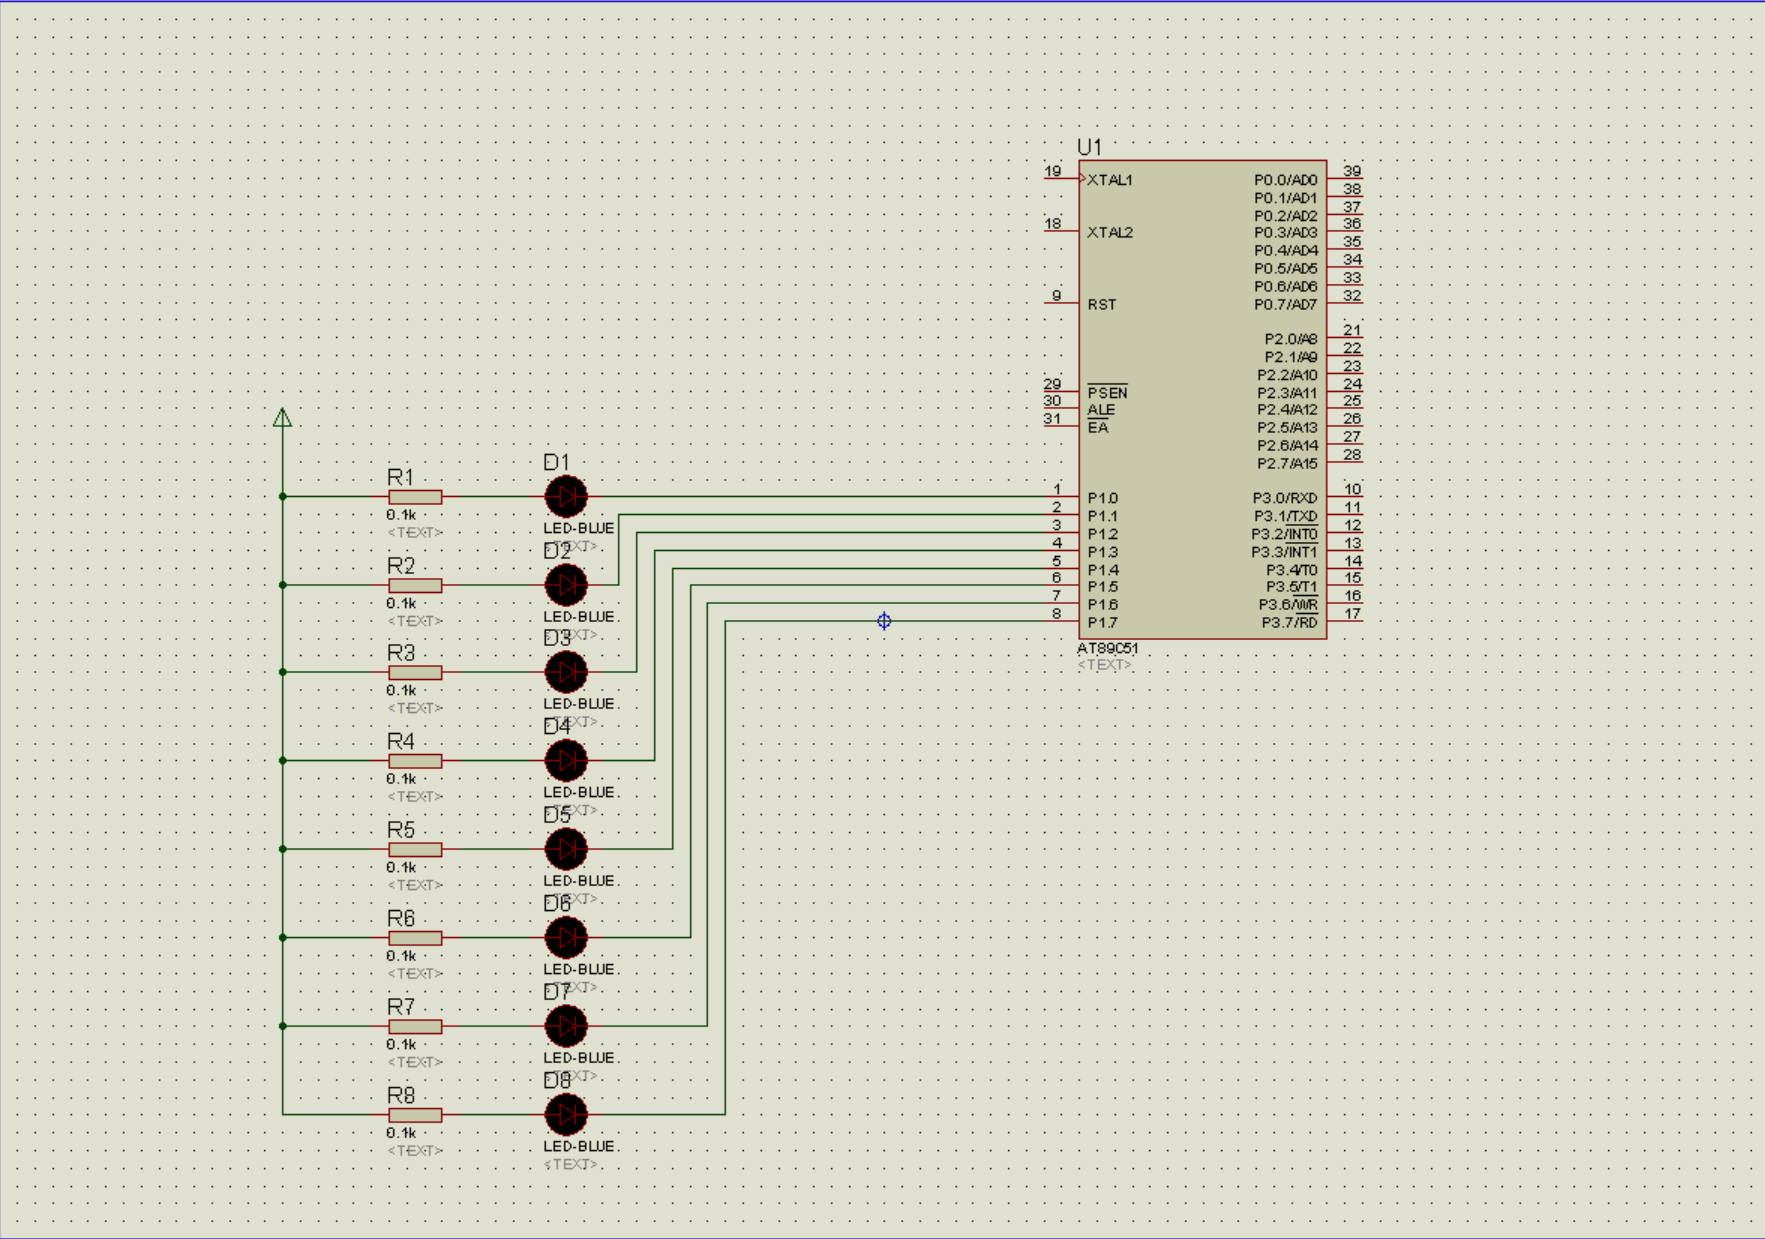 U1
19
XTAL1
18
XTAL2
9
RST
29
PSEN
30
ALE
31
EA
1
P1.0
2
P1.1
3
P1.2
4
P1.3
5
P1.4
6
P1.5
7
P1.6
8
P1.7
P0.0/AD0
39
P0.1/AD1
38
P0.2/AD2
37
P0.3/AD3
36
P0.4/AD4
35
P0.5/AD5
34
P0.6/AD6
33
P0.7/AD7
32
P2.0/A8
21
P2.1/A9
22
P2.2/A10
23
P2.3/A11
24
P2.4/A12
25
P2.5/A13
26
P2.6/A14
27
P2.7/A15
28
P3.0/RXD
10
P3.1/TXD
11
P3.2/INT0
12
P3.3/INT1
13
P3.4/T0
14
P3.5/T1
15
P3.6/WR
16
P3.7/RD
17
AT89C51
<TEXT>
R1
0.1k
<TEXT>
D1
LED-BLUE
<TEXT>
R2
0.1k
<TEXT>
D2
LED-BLUE
<TEXT>
R3
0.1k
<TEXT>
D3
LED-BLUE
<TEXT>
R4
0.1k
<TEXT>
D4
LED-BLUE
<TEXT>
R5
0.1k
<TEXT>
D5
LED-BLUE
<TEXT>
R6
0.1k
<TEXT>
D6
LED-BLUE
<TEXT>
R7
0.1k
<TEXT>
D7
LED-BLUE
<TEXT>
R8
0.1k
<TEXT>
D8
LED-BLUE
<TEXT>